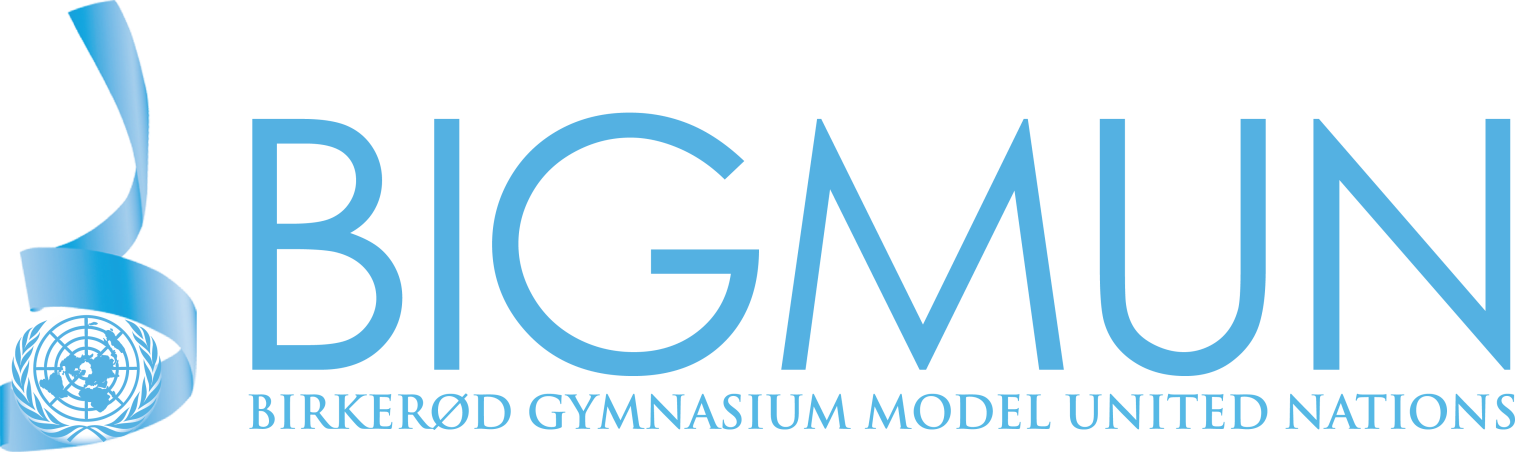 BIGMUN
BIRKERØD GYMNASIUM MODEL UNITED NATIONS